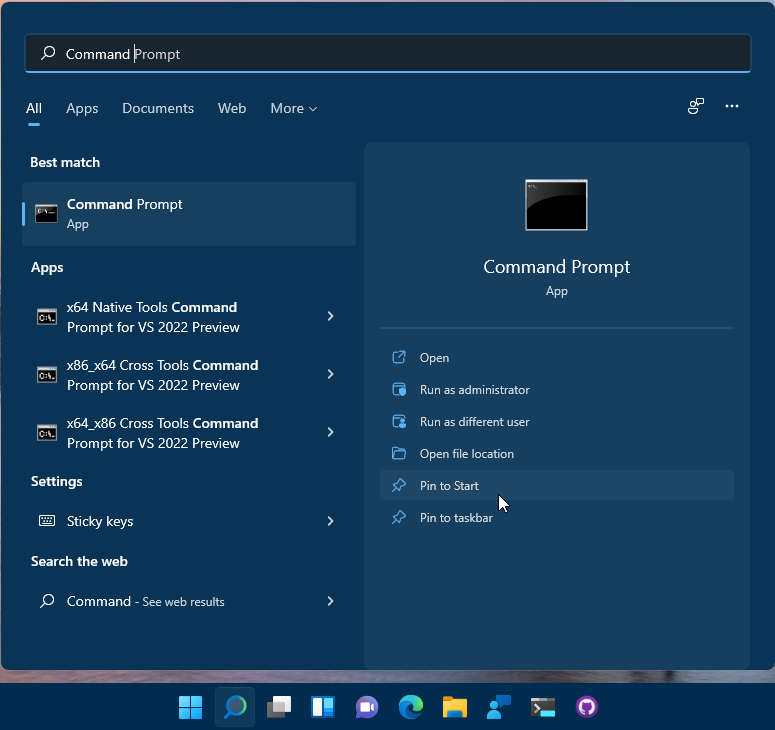 Command Prompt
All Apps Documents Web More
Best match
Command Prompt
App
Apps
x64 Native Tools Command
Prompt for VS 2022 Preview
x86_x64 Cross Tools Command
Prompt for VS 2022 Preview
x64_x86 Cross Tools Command
Prompt for VS 2022 Preview
Settings
Sticky keys
Search the web
Command - See web results
Command Prompt
App
Open
Run as administrator
Run as different user
Open file location
Pin to Start
Pin to taskbar